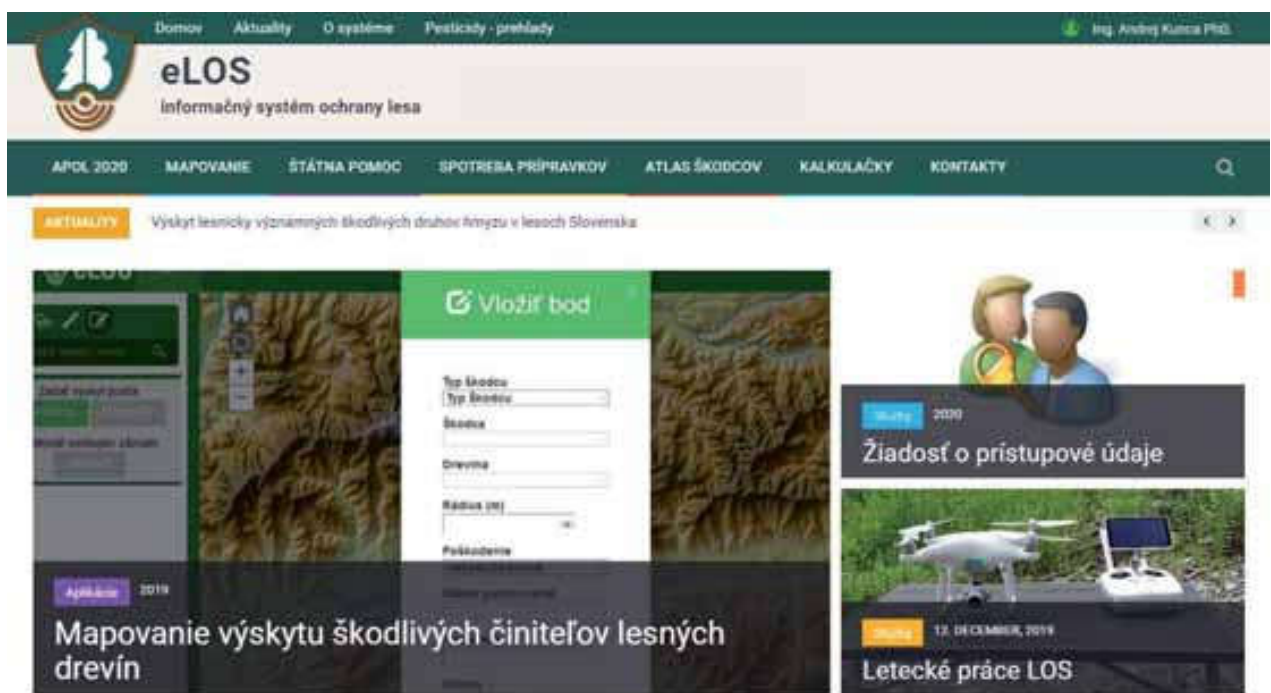 Domov Aktuality O systéme Pesticídy - prehľady
Ing. Andrej Kunca PhD.
eLOS
informačný systém ochrany lesa
APOL 2020 MAPOVANIE ŠTÁTNA POMOC SPOTREBA PRÍPRAVKOV ATLAS ŠKODCOV KALKULAČKY KONTAKTY
AKTUALITY Výskyt lesnícky významných škodlivých druhov hmyzu v lesoch Slovenska
eLOS
Vložiť bod
Typ škodcu
Typ škodcu
Škodca
Drevina
Rádius (m)
Poškodenie
Aplikácie 2019
Mapovanie výskytu škodlivých činiteľov lesných
drevín
Služby 2020
Žiadosť o prístupové údaje
Služby 12. DECEMBER, 2019
Letecké práce LOS